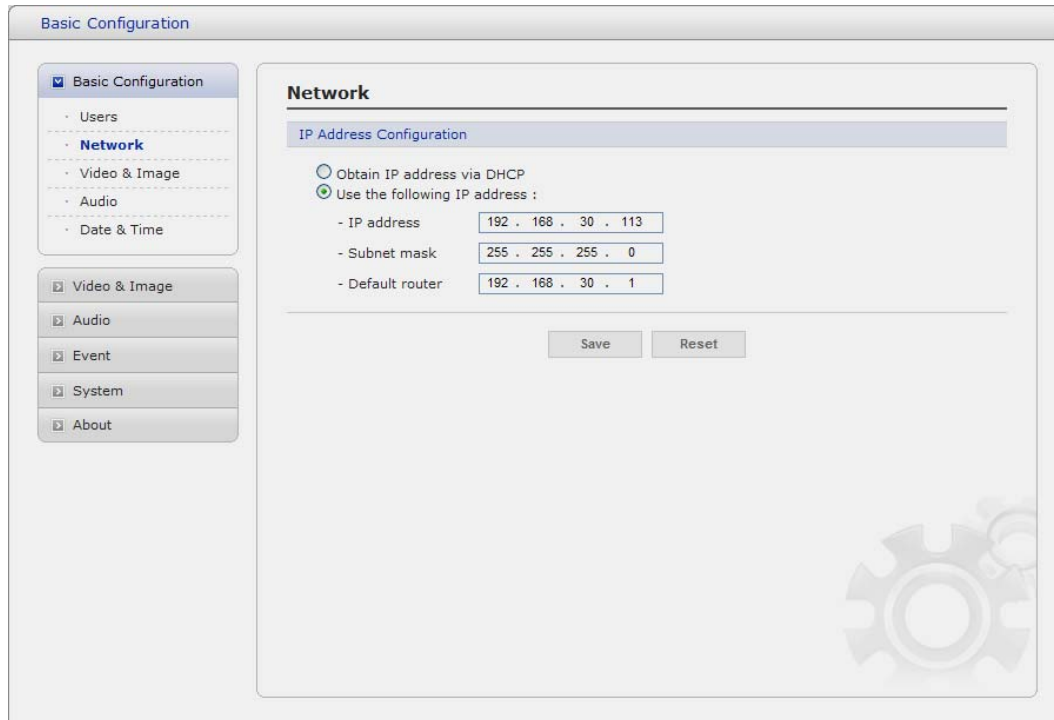 Basic Configuration
Basic Configuration
· Users
· Network
· Video & Image
· Audio
· Date & Time
Video & Image
Audio
Event
System
About
Network
IP Address Configuration
Obtain IP address via DHCP
Use the following IP address :
- IP address 192 . 168 . 30 . 113
- Subnet mask 255 . 255 . 255 . 0
- Default router 192 . 168 . 30 . 1
Save Reset